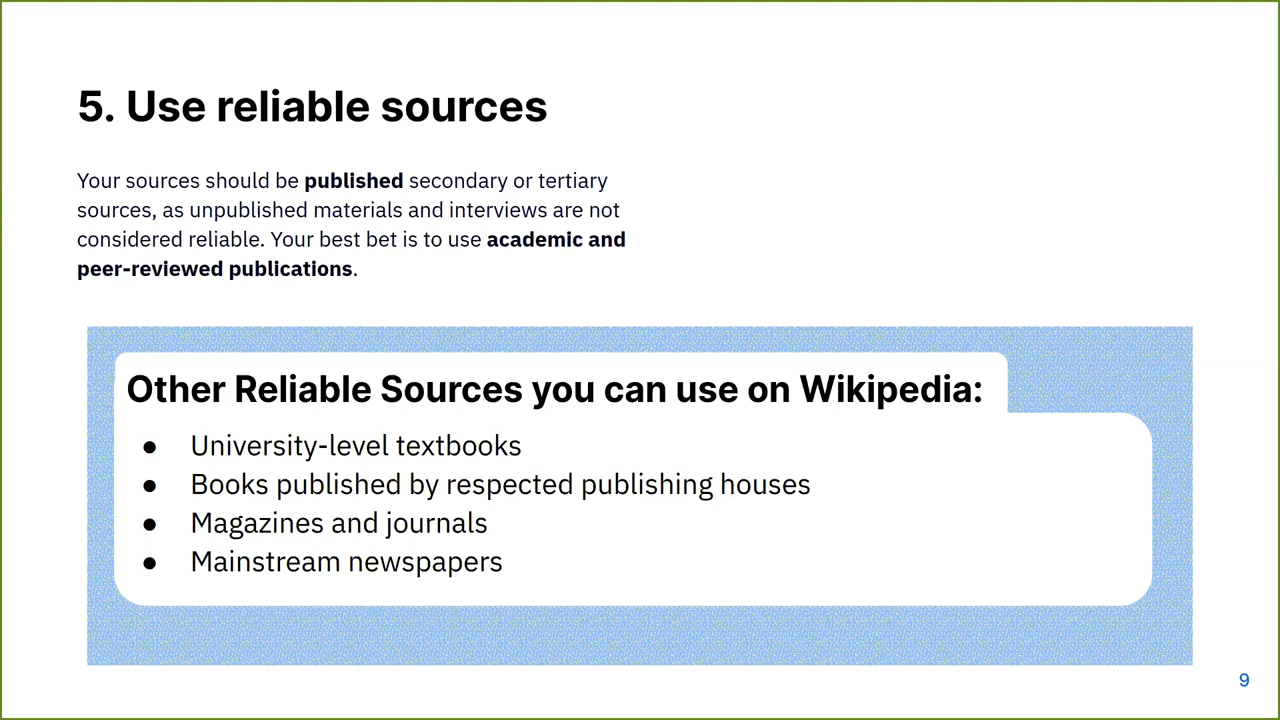 5. Use reliable sources
Your sources should be published secondary or tertiary
sources, as unpublished materials and interviews are not
considered reliable. Your best bet is to use academic and
peer-reviewed publications.
Other Reliable Sources you can use on Wikipedia:
● University-level textbooks
● Books published by respected publishing houses
● Magazines and journals
● Mainstream newspapers
9